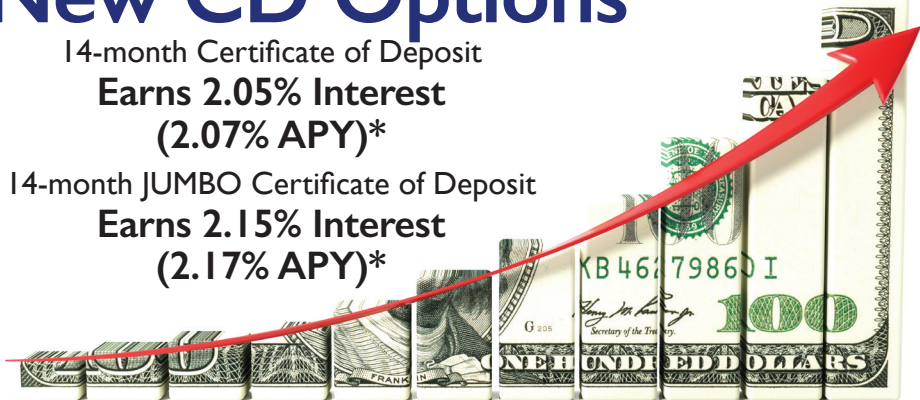 New CD Options
14-month Certificate of Deposit
Earns 2.05% Interest
(2.07% APY)*
14-month JUMBO Certificate of Deposit
Earns 2.15% Interest
(2.17% APY)*
100
G 205
Secretary of the Treasury.
100
FRANKLIN
ONE HUNDRED DOLLARS